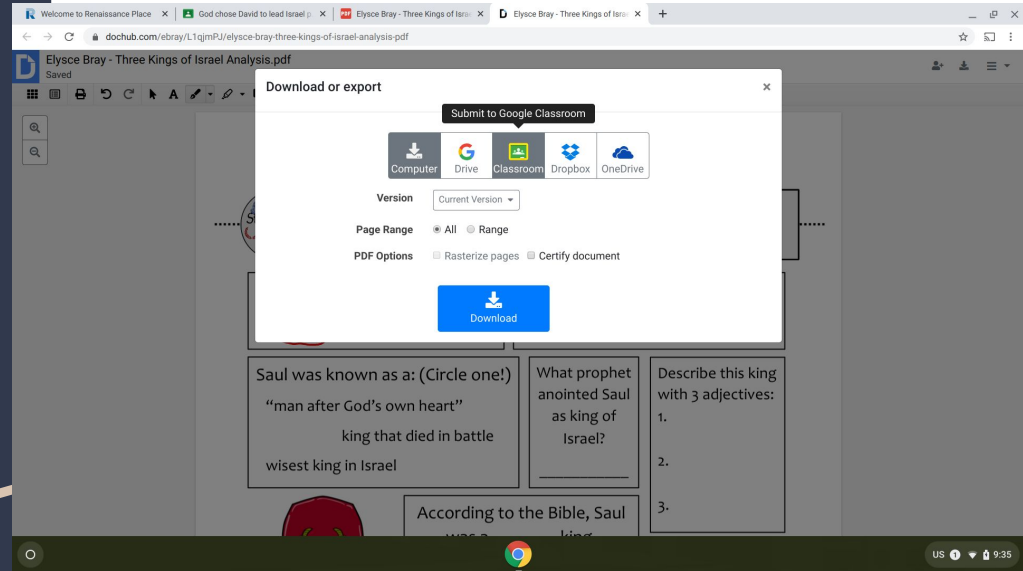 Welcome to Renaissance Place
God chose David to lead Israel p
Elysce Bray - Three Kings of Isra
Elysce Bray - Three Kings of Israe
dochub.com/ebray/L1qjmPJ/elysce-bray-three-kings-of-israel-analysis-pdf
Elysce Bray - Three Kings of Israel Analysis.pdf
Saved
A
Download or export
Submit to Google Classroom
Computer Drive Classroom Dropbox OneDrive
Version Current Version
Page Range All Range
PDF Options Rasterize pages Certify document
Download
Saul was known as a: (Circle one!)
“man after God’s own heart”
king that died in battle
wisest king in Israel
What prophet
anointed Saul
as king of
Israel?
Describe this king
with 3 adjectives:
1.
2.
3.
According to the Bible, Saul
was a king
US 1 9:35